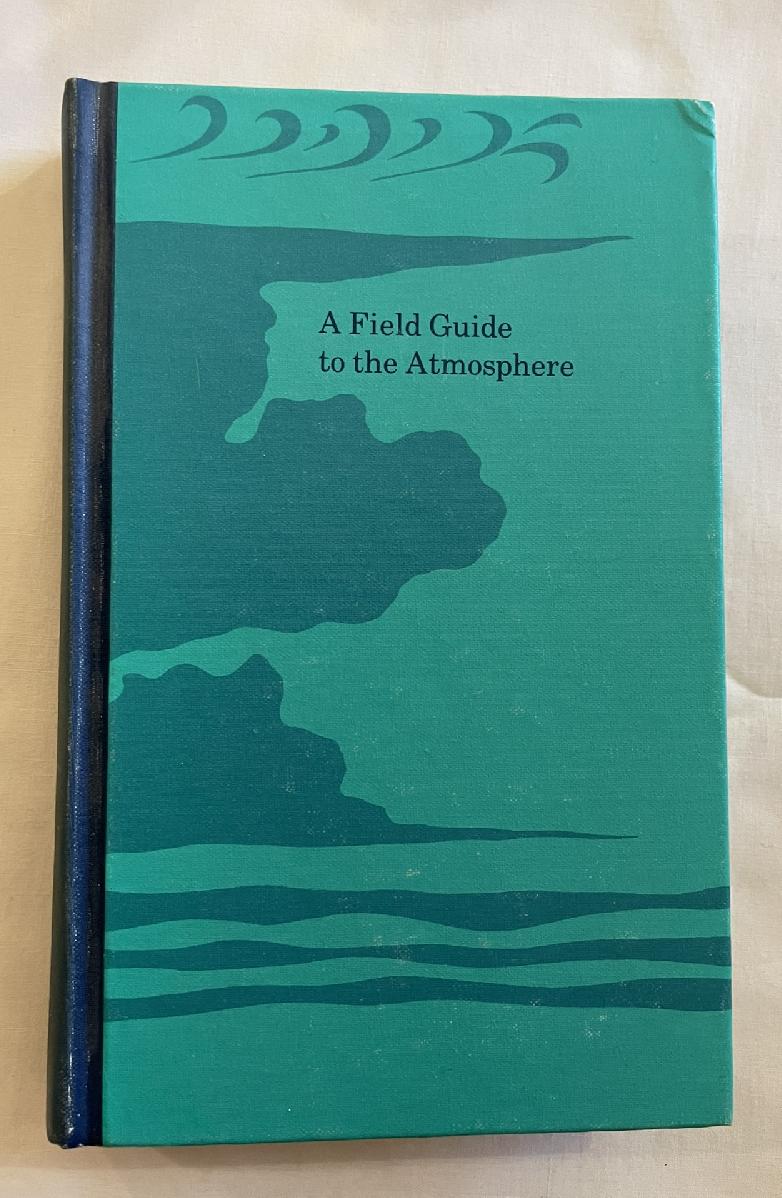 A Field Guide
to the Atmosphere